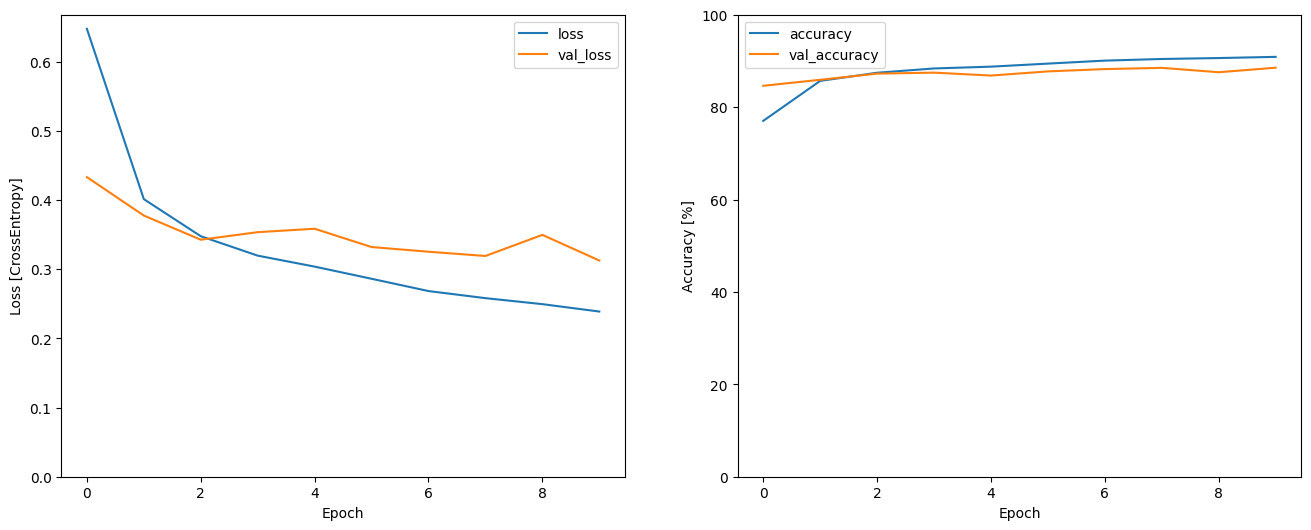 loss
val_loss
0.6
0.5
0.4
0.3
0.2
0.1
0.0
Loss [CrossEntropy]
0 2 4 6 8
Epoch
accuracy
val_accuracy
100
80
60
40
20
0
Accuracy [%]
0 2 4 6 8
Epoch